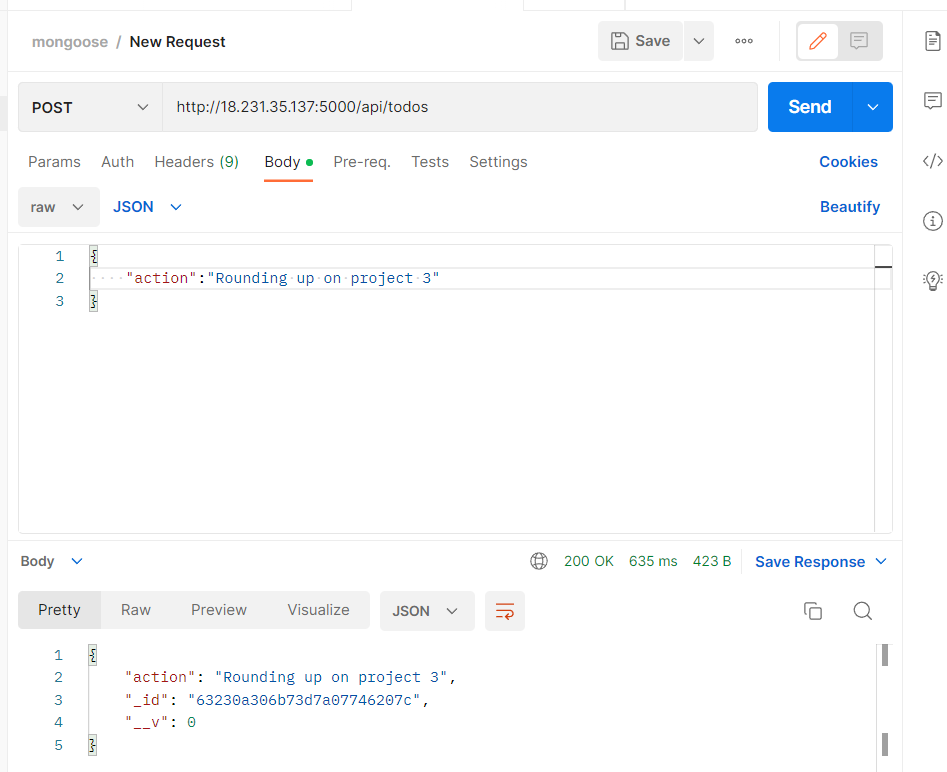 mongoose / New Request
Save
POST
http://18.231.35.137:5000/api/todos
Send
Params Auth Headers (9) Body Pre-req. Tests Settings
Cookies
raw
JSON
Beautify
1 {
2 "action":"Rounding up on project 3"
3 }
Body
200 OK 635 ms 423 B
Save Response
Pretty Raw Preview Visualize
JSON
1 {
2 "action": "Rounding up on project 3",
3 "_id": "63230a306b73d7a07746207c",
4 "__v": 0
5 }